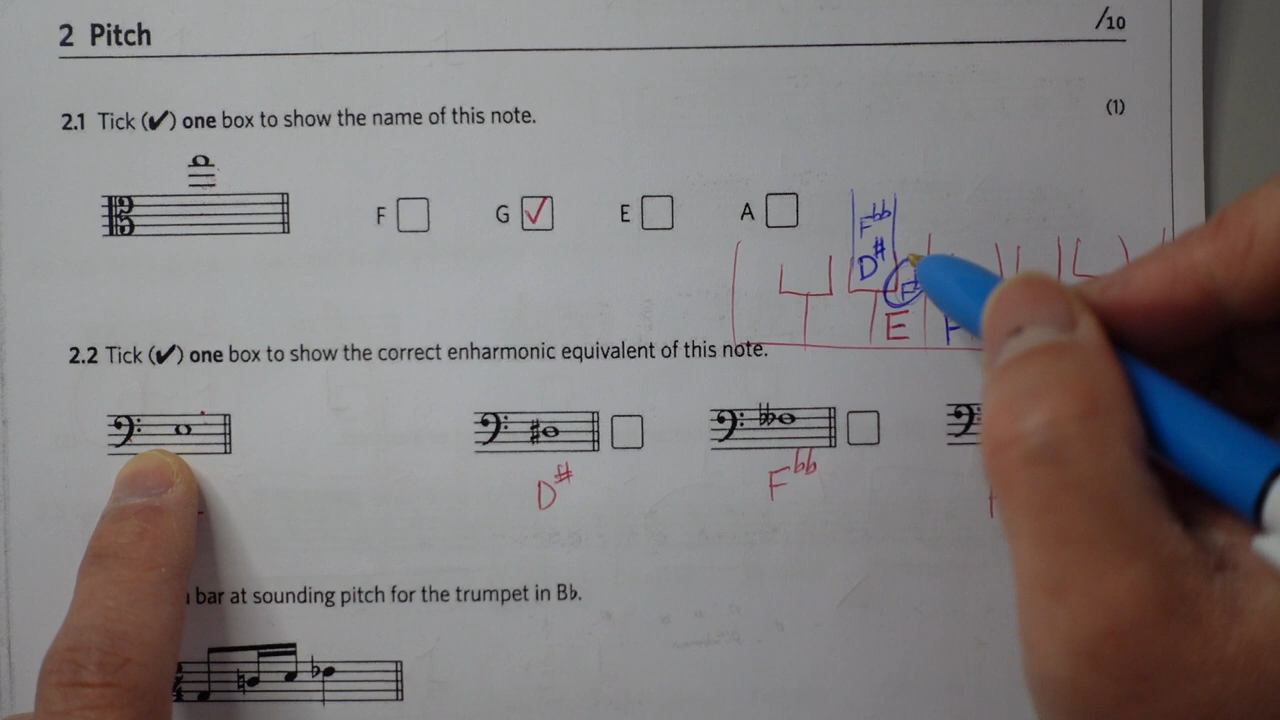 2 Pitch /10
2.1 Tick (✔) one box to show the name of this note. (1)
F G ✓ E A
F♭♭
D♯
E F
2.2 Tick (✔) one box to show the correct enharmonic equivalent of this note.
D♯ F♭♭
bar at sounding pitch for the trumpet in B♭.